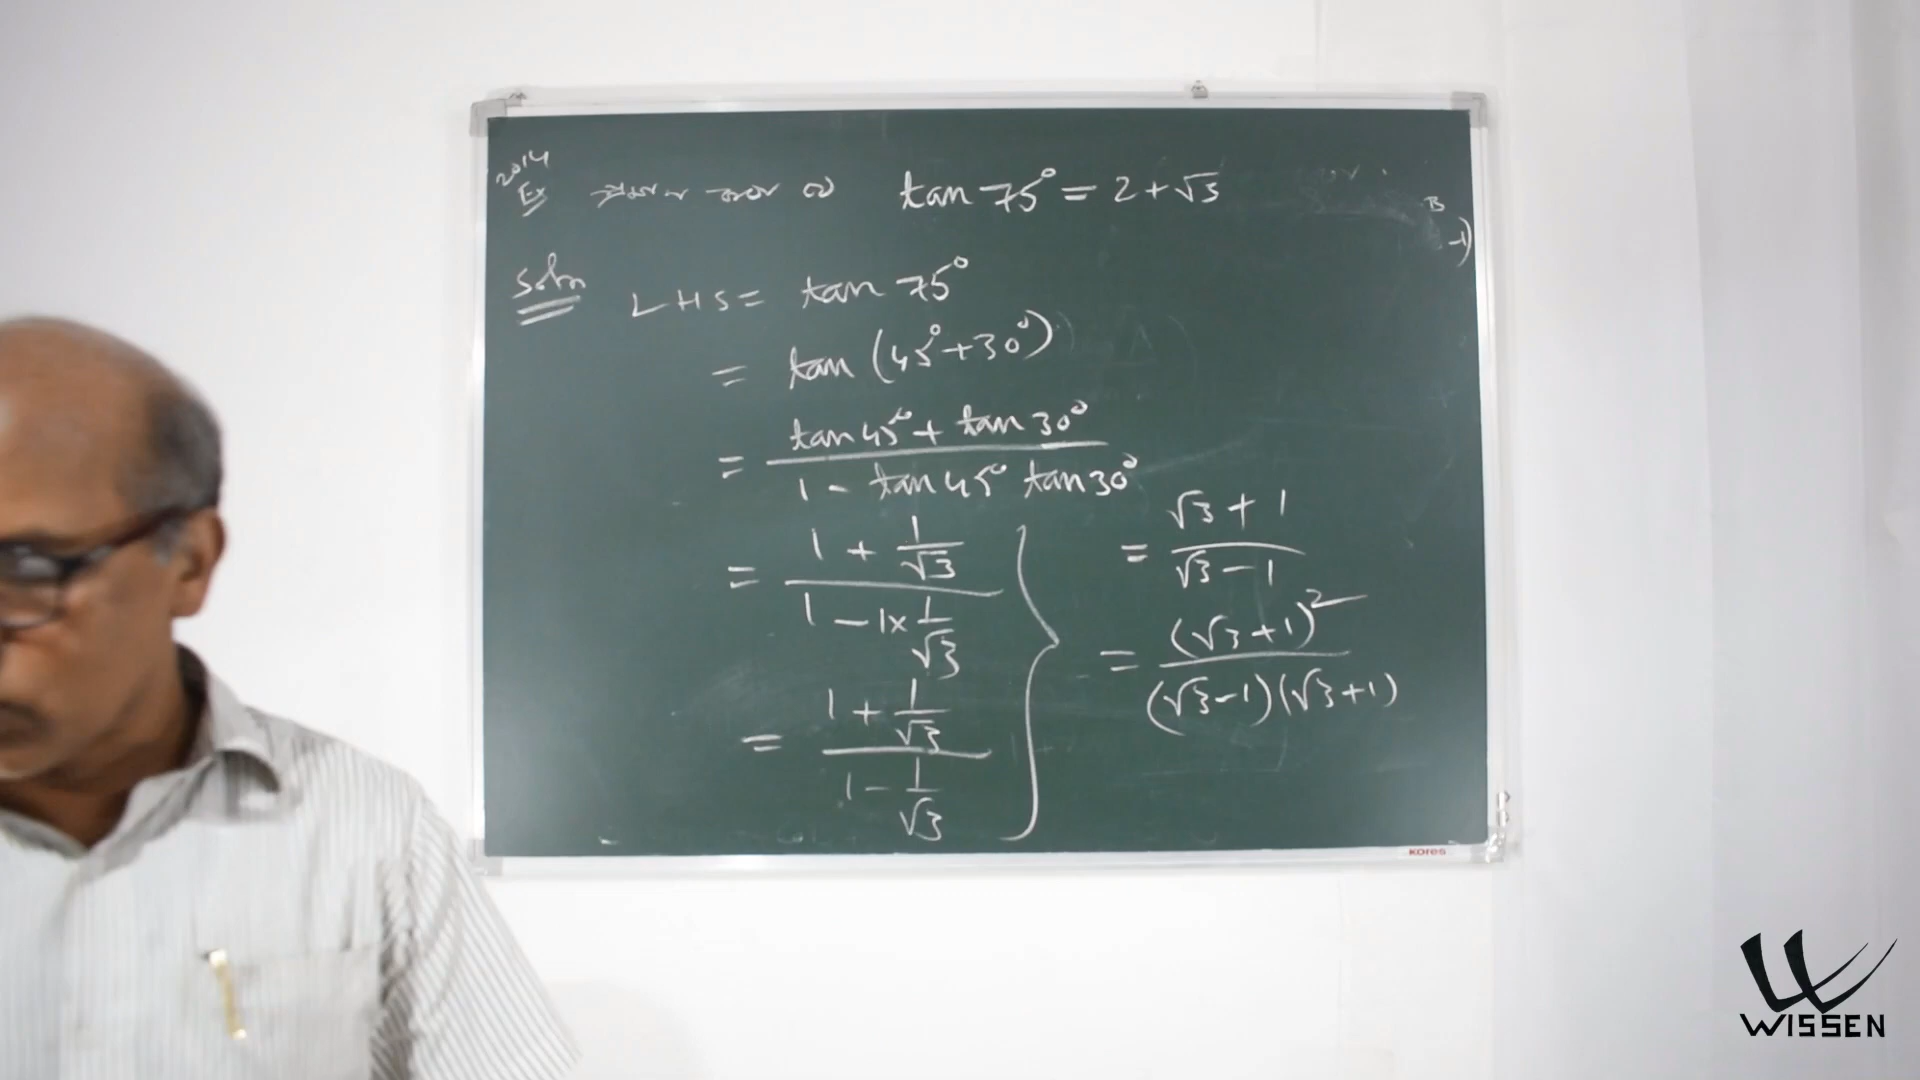 2014
Ex প্রমাণ কৰা যে tan 75° = 2 + √3
Soln LHS = tan 75°
= tan (45° + 30°)
= (tan 45° + tan 30°) / (1 - tan 45° tan 30°)
= (1 + 1/√3) / (1 - 1 × 1/√3)
= (1 + 1/√3) / (1 - 1/√3)
= (√3 + 1) / (√3 - 1)
= (√3 + 1)² / (√3 - 1)(√3 + 1)
kores
WISSEN